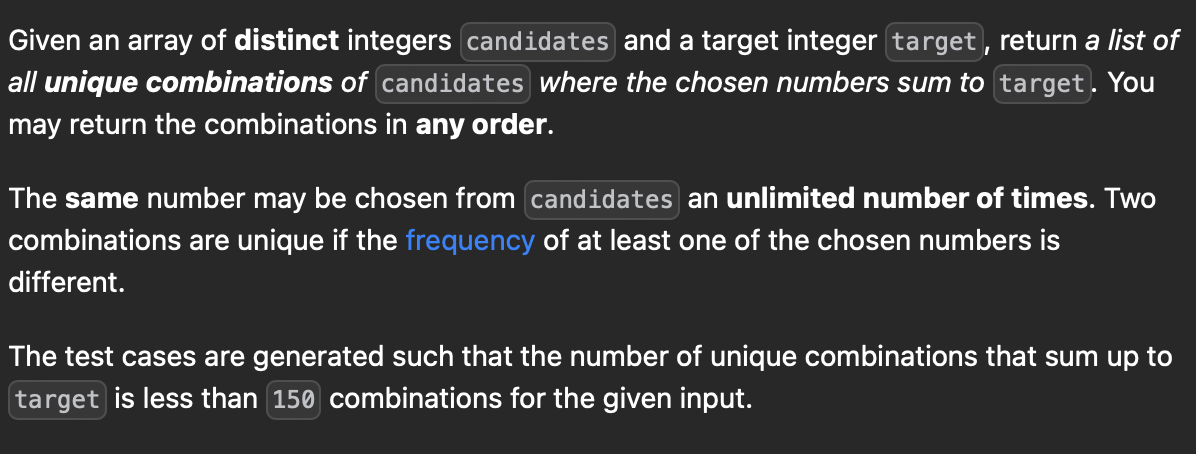 Given an array of distinct integers candidates and a target integer target, return a list of
all unique combinations of candidates where the chosen numbers sum to target. You
may return the combinations in any order.
The same number may be chosen from candidates an unlimited number of times. Two
combinations are unique if the frequency of at least one of the chosen numbers is
different.
The test cases are generated such that the number of unique combinations that sum up to
target is less than 150 combinations for the given input.